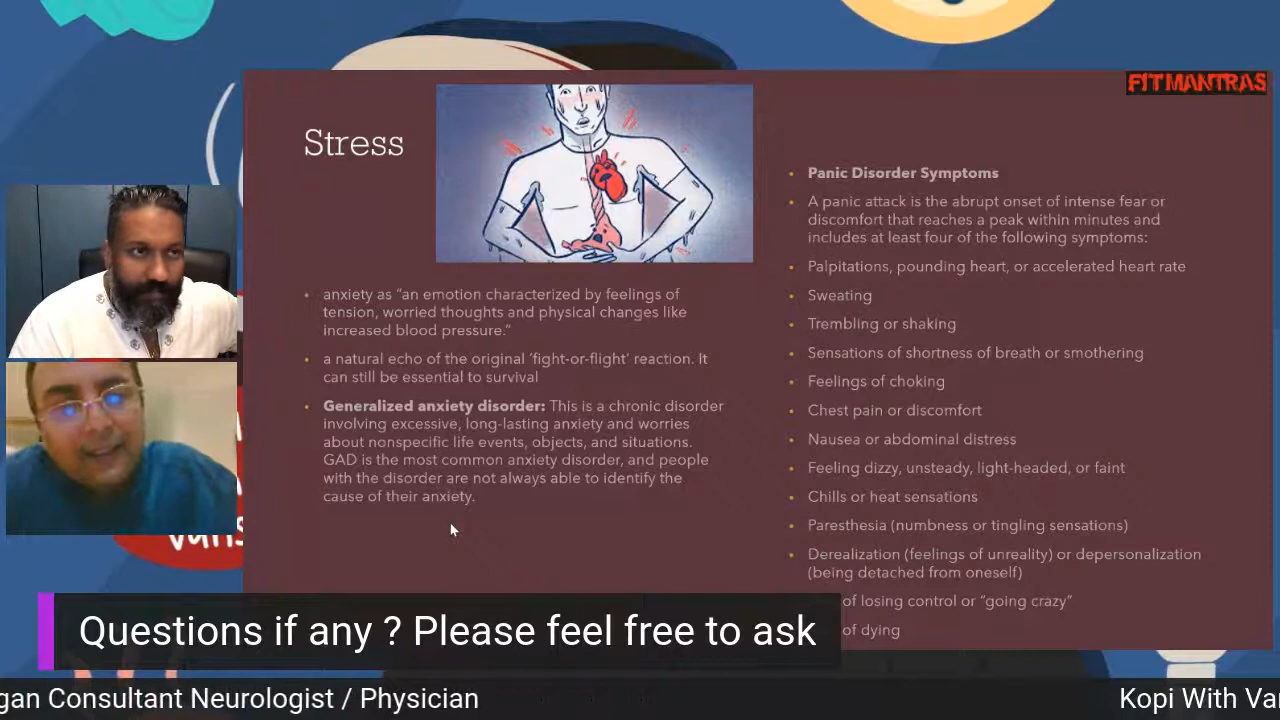 FITMANTRAS
Stress
anxiety as “an emotion characterized by feelings of
tension, worried thoughts and physical changes like
increased blood pressure.”
a natural echo of the original ‘fight-or-flight’ reaction. It
can still be essential to survival
Generalized anxiety disorder: This is a chronic disorder
involving excessive, long-lasting anxiety and worries
about nonspecific life events, objects, and situations.
GAD is the most common anxiety disorder, and people
with the disorder are not always able to identify the
cause of their anxiety.
Panic Disorder Symptoms
A panic attack is the abrupt onset of intense fear or
discomfort that reaches a peak within minutes and
includes at least four of the following symptoms:
Palpitations, pounding heart, or accelerated heart rate
Sweating
Trembling or shaking
Sensations of shortness of breath or smothering
Feelings of choking
Chest pain or discomfort
Nausea or abdominal distress
Feeling dizzy, unsteady, light-headed, or faint
Chills or heat sensations
Paresthesia (numbness or tingling sensations)
Derealization (feelings of unreality) or depersonalization
(being detached from oneself)
of losing control or “going crazy”
of dying
Questions if any ? Please feel free to ask
gan Consultant Neurologist / Physician
Kopi With Va